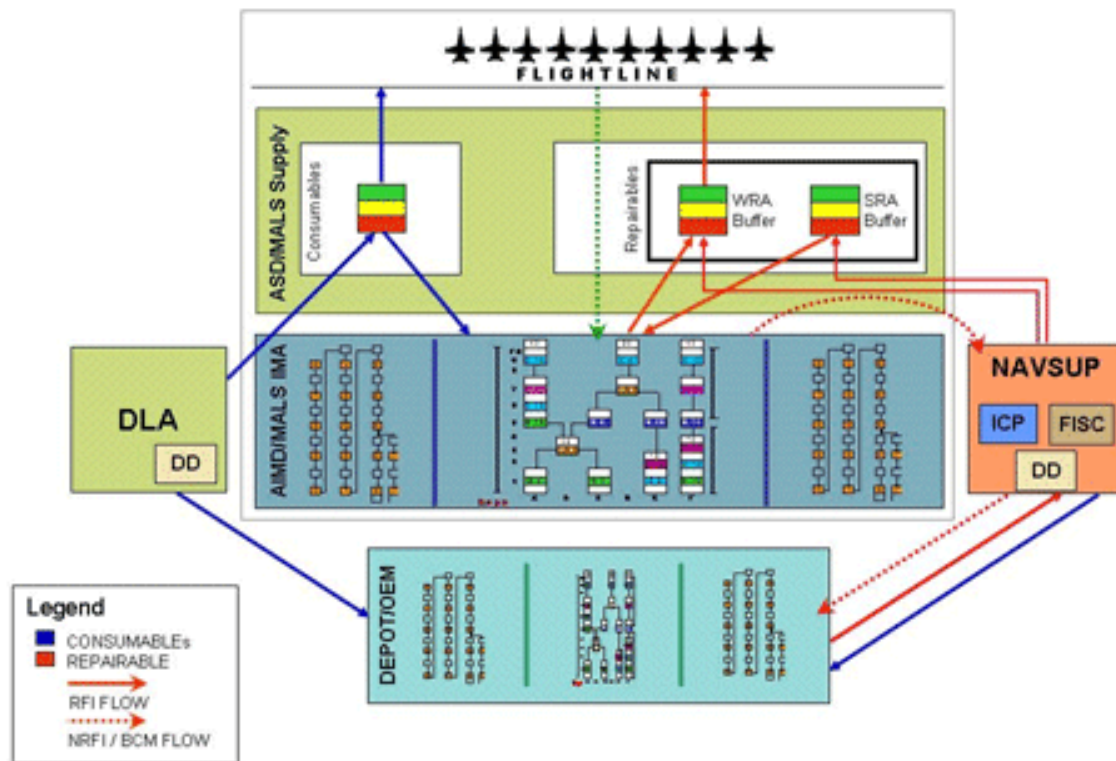 FLIGHTLINE
ASD/MALS Supply
Consumables
Repairables
WRA
Buffer
SRA
Buffer
AIMD/MALS IMA
DLA
DD
NAVSUP
ICP
FISC
DD
DEPOT/OEM
Legend
CONSUMABLEs
REPAIRABLE
RFI FLOW
NRFI / BCM FLOW